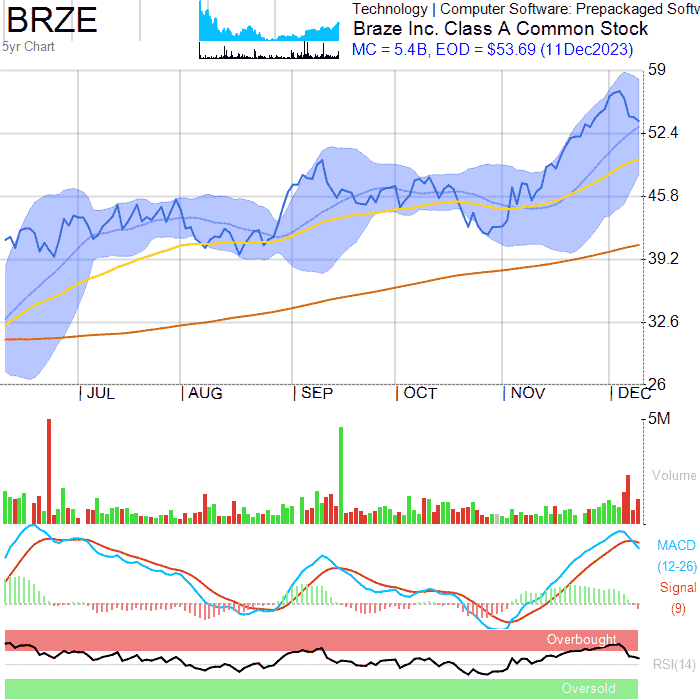 BRZE
5yr Chart
Technology | Computer Software: Prepackaged Softw
Braze Inc. Class A Common Stock
MC = 5.4B, EOD = $53.69 (11Dec2023)
59
52.4
45.8
39.2
32.6
26
| JUL | AUG | SEP | OCT | NOV | DEC
5M
Volume
MACD
(12-26)
Signal
(9)
Overbought
RSI(14)
Oversold